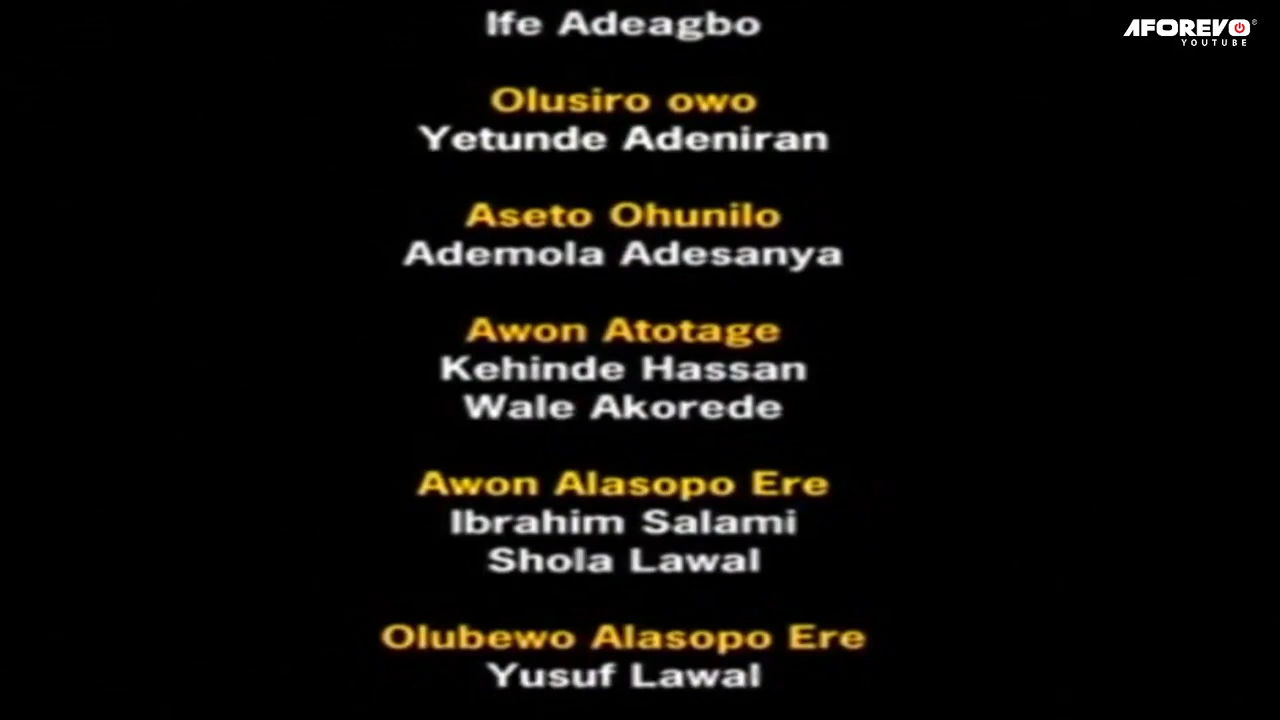 Ife Adeagbo
AFOREVO
YOUTUBE
Olusiro owo
Yetunde Adeniran
Aseto Ohunilo
Ademola Adesanya
Awon Atotage
Kehinde Hassan
Wale Akorede
Awon Alasopo Ere
Ibrahim Salami
Shola Lawal
Olubewo Alasopo Ere
Yusuf Lawal